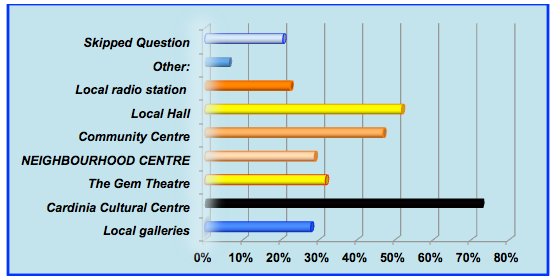 Skipped Question
Other:
Local radio station
Local Hall
Community Centre
NEIGHBOURHOOD CENTRE
The Gem Theatre
Cardinia Cultural Centre
Local galleries
0% 10% 20% 30% 40% 50% 60% 70% 80%